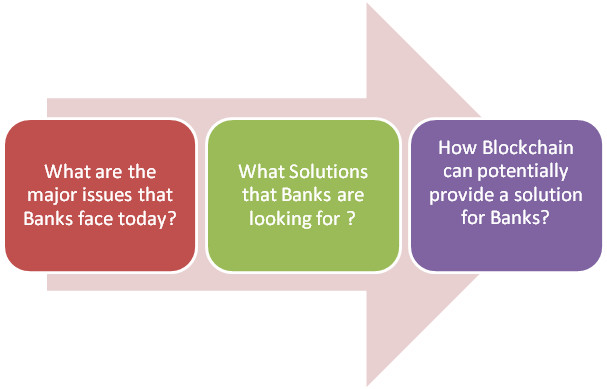 What are the
major issues that
Banks face today?
What Solutions
that Banks are
looking for ?
How Blockchain
can potentially
provide a solution
for Banks?